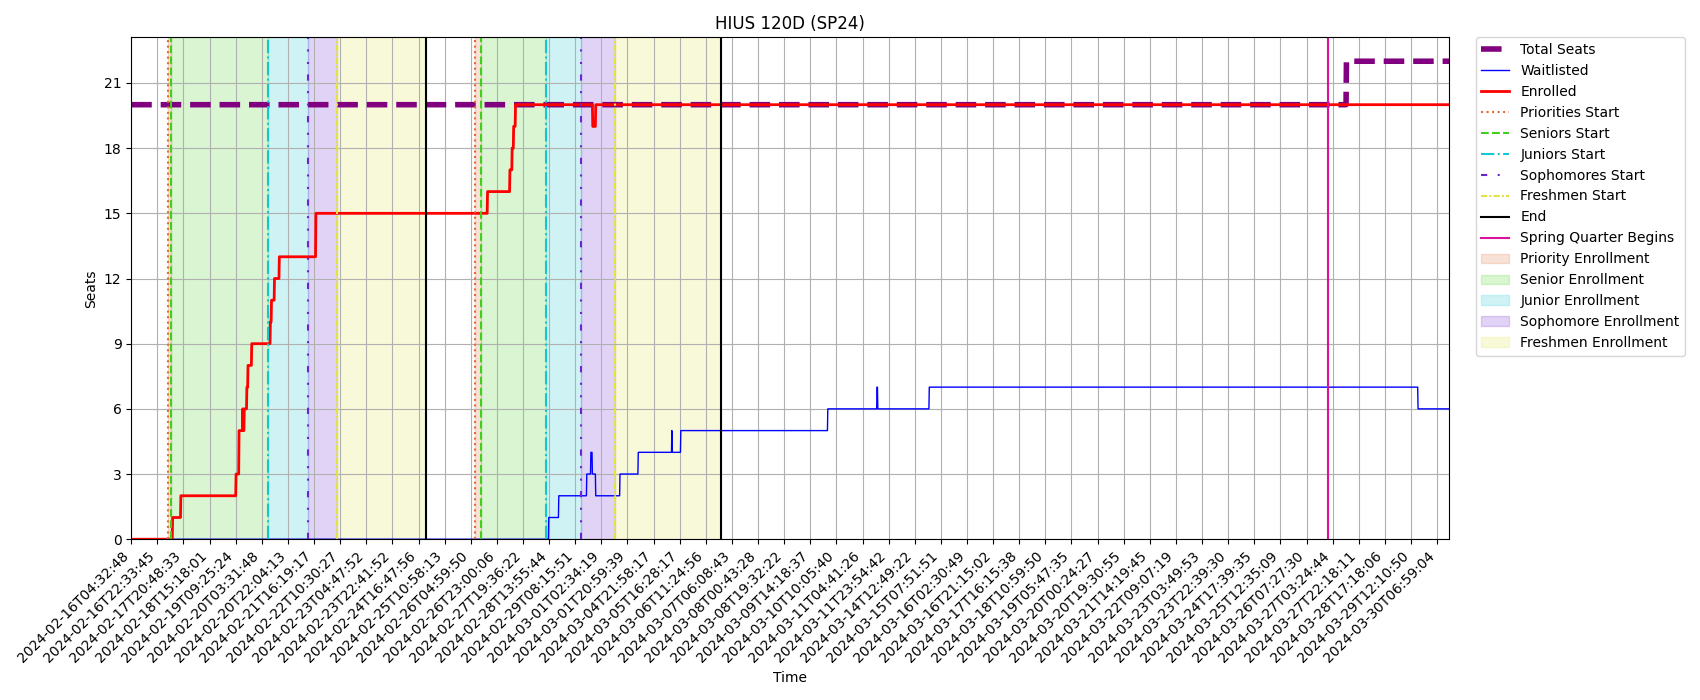 HIUS 120D (SP24)
Seats
21
18
15
12
9
6
3
0
2024-02-16T04:32:48
2024-02-16T22:33:45
2024-02-17T20:48:33
2024-02-18T15:18:01
2024-02-19T09:25:24
2024-02-20T03:31:48
2024-02-20T22:04:13
2024-02-21T16:19:17
2024-02-22T10:30:27
2024-02-23T04:47:52
2024-02-23T22:41:52
2024-02-24T16:47:56
2024-02-25T10:58:13
2024-02-26T04:59:50
2024-02-26T23:00:06
2024-02-27T19:36:22
2024-02-28T13:55:44
2024-02-29T08:15:51
2024-03-01T02:34:19
2024-03-01T20:59:39
2024-03-04T21:58:17
2024-03-05T16:28:17
2024-03-06T11:24:56
2024-03-07T06:08:43
2024-03-08T00:43:28
2024-03-08T19:32:22
2024-03-09T14:18:37
2024-03-10T10:05:40
2024-03-11T04:41:26
2024-03-11T23:54:42
2024-03-14T12:49:22
2024-03-15T07:51:51
2024-03-16T02:30:49
2024-03-16T21:15:02
2024-03-17T16:15:38
2024-03-18T10:59:50
2024-03-19T05:47:35
2024-03-20T00:24:27
2024-03-20T19:30:55
2024-03-21T14:19:45
2024-03-22T09:07:19
2024-03-23T03:49:53
2024-03-23T22:39:30
2024-03-24T17:39:35
2024-03-25T12:35:09
2024-03-26T07:27:30
2024-03-27T03:24:44
2024-03-27T22:18:11
2024-03-28T17:18:06
2024-03-29T12:10:50
2024-03-30T06:59:04
Time
Total Seats
Waitlisted
Enrolled
Priorities Start
Seniors Start
Juniors Start
Sophomores Start
Freshmen Start
End
Spring Quarter Begins
Priority Enrollment
Senior Enrollment
Junior Enrollment
Sophomore Enrollment
Freshmen Enrollment